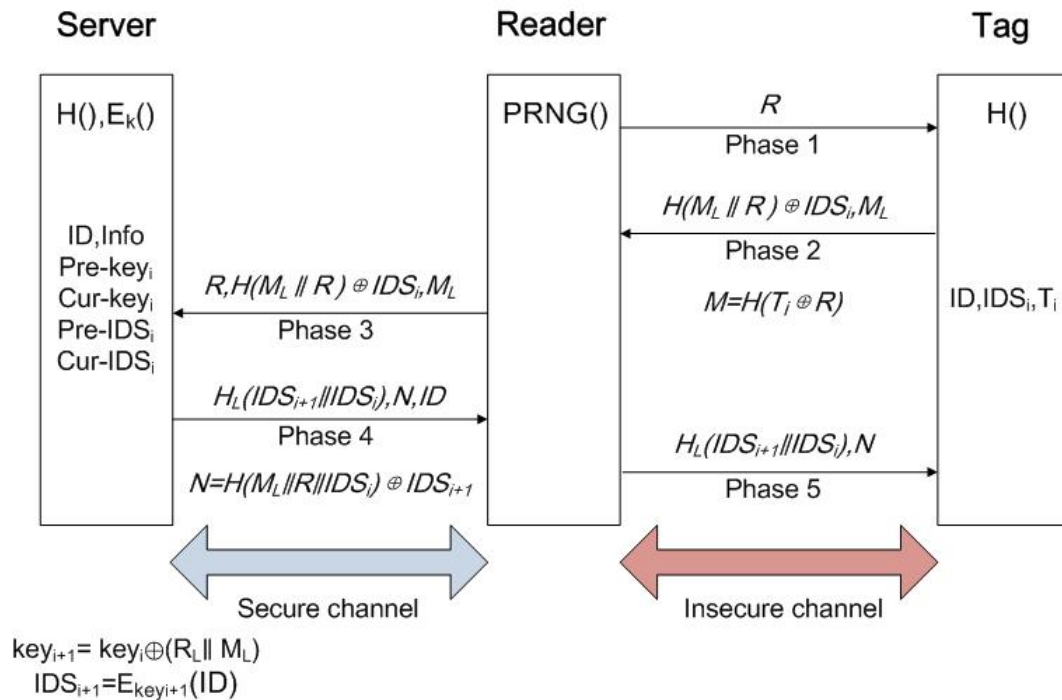 Server
Reader
Tag
H(),Eₖ()
PRNG()
H()
R
Phase 1
H(M_L ∥ R) ⊕ IDSᵢ,M_L
Phase 2
ID,Info
Pre-keyᵢ
Cur-keyᵢ
Pre-IDSᵢ
Cur-IDSᵢ
R,H(M_L ∥ R) ⊕ IDSᵢ,M_L
Phase 3
M=H(Tᵢ ⊕ R)
ID,IDSᵢ,Tᵢ
H_L(IDSᵢ₊₁∥IDSᵢ),N,ID
Phase 4
N=H(M_L∥R∥IDSᵢ) ⊕ IDSᵢ₊₁
H_L(IDSᵢ₊₁∥IDSᵢ),N
Phase 5
Secure channel
Insecure channel
keyᵢ₊₁= keyᵢ⊕(R_L∥ M_L)
IDSᵢ₊₁=E_keyi+1(ID)